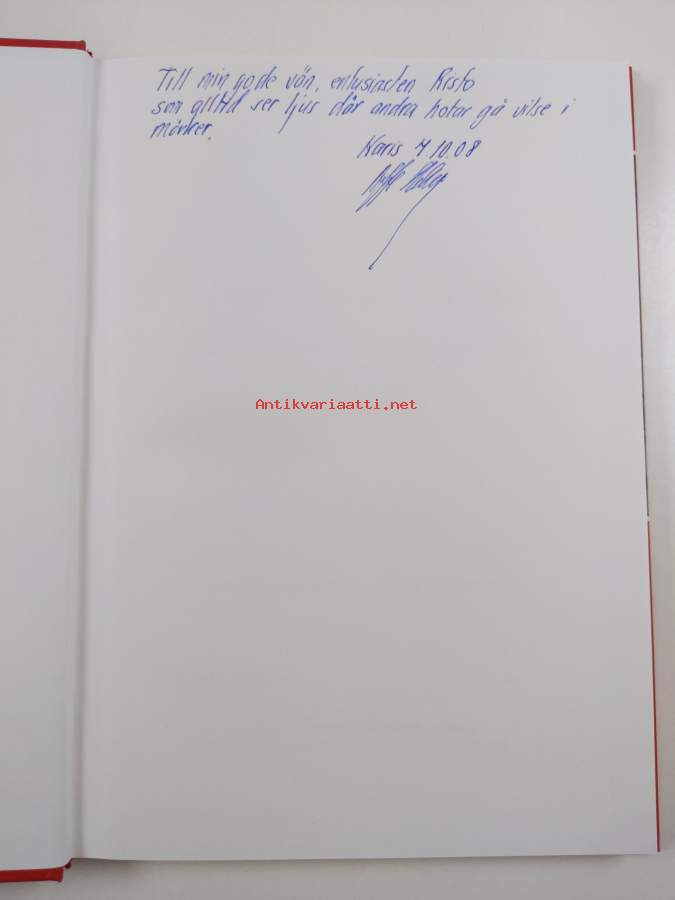 Till min gode vän, entusiasten Risto
som alltid ser ljus där andra hotar gå vilse i
mörker.
Karis 7.10.08
Antikvariaatti.net